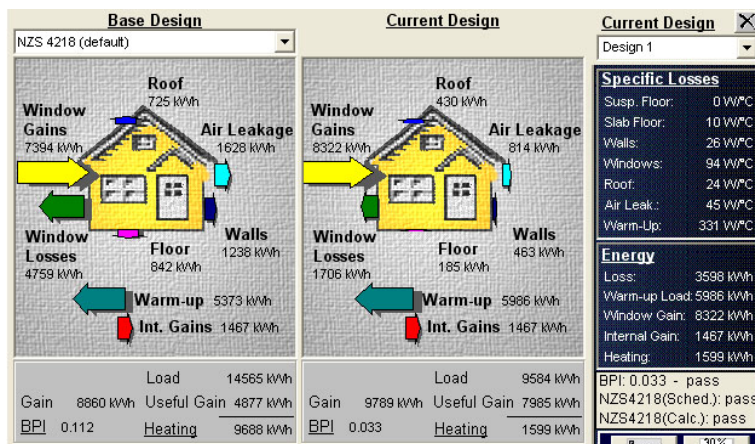 Base Design
NZS 4218 (default)
Roof
725 kWh
Window
Gains
7394 kWh
Air Leakage
1628 kWh
Window
Losses
4759 kWh
Walls
1238 kWh
Floor
842 kWh
Warm-up 5373 kWh
Int. Gains 1467 kWh
Load 14565 kWh
Gain 8860 kWh Useful Gain 4877 kWh
BPI 0.112 Heating 9688 kWh
Current Design
Roof
430 kWh
Window
Gains
8322 kWh
Air Leakage
814 kWh
Window
Losses
1706 kWh
Walls
463 kWh
Floor
185 kWh
Warm-up 5986 kWh
Int. Gains 1467 kWh
Load 9584 kWh
Gain 9789 kWh Useful Gain 7985 kWh
BPI 0.033 Heating 1599 kWh
Current Design
Design 1
Specific Losses
Susp. Floor: 0 W/°C
Slab Floor: 10 W/°C
Walls: 26 W/°C
Windows: 94 W/°C
Roof: 24 W/°C
Air Leak.: 45 W/°C
Warm-Up: 331 W/°C
Energy
Loss: 3598 kWh
Warm-up Load: 5986 kWh
Window Gain: 8322 kWh
Internal Gain: 1467 kWh
Heating: 1599 kWh
BPI: 0.033 - pass
NZS4218(Sched.): pass
NZS4218(Calc.): pass
30%